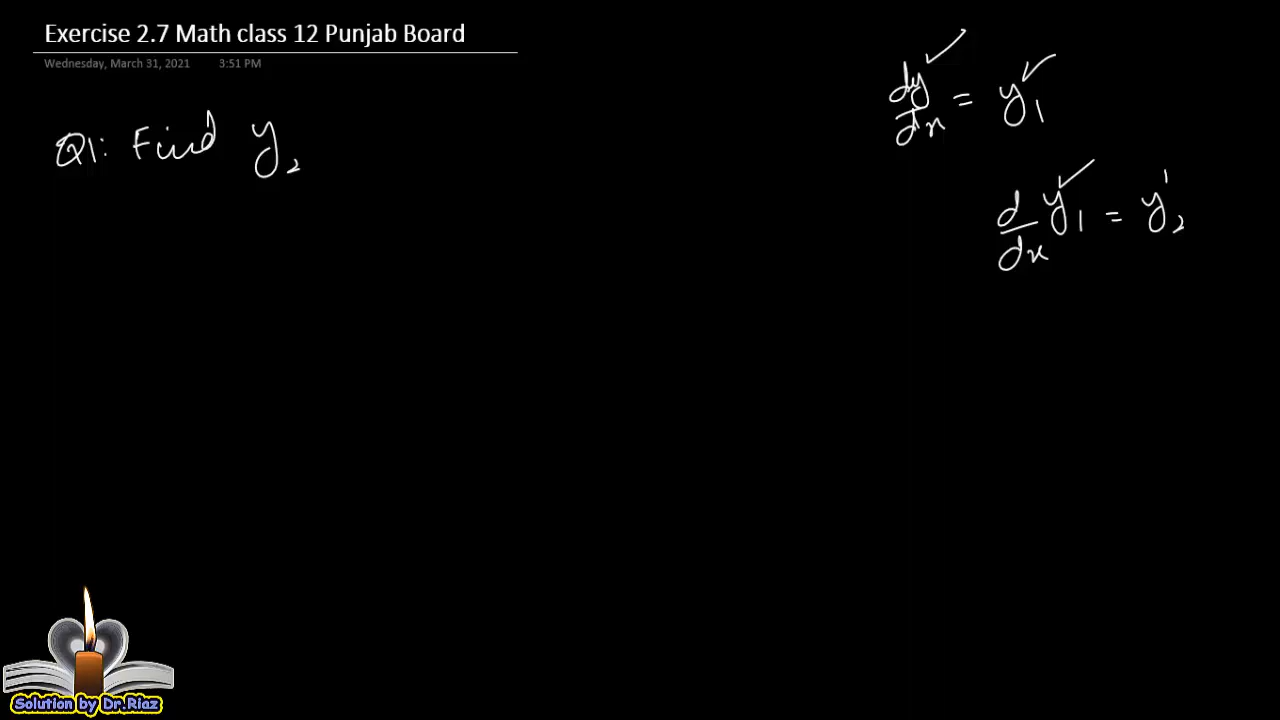 Exercise 2.7 Math class 12 Punjab Board
Wednesday, March 31, 2021 3:51 PM
Q1: Find y₂
dy/dx = y₁
d/dx y₁ = y₂
Solution by Dr.Riaz